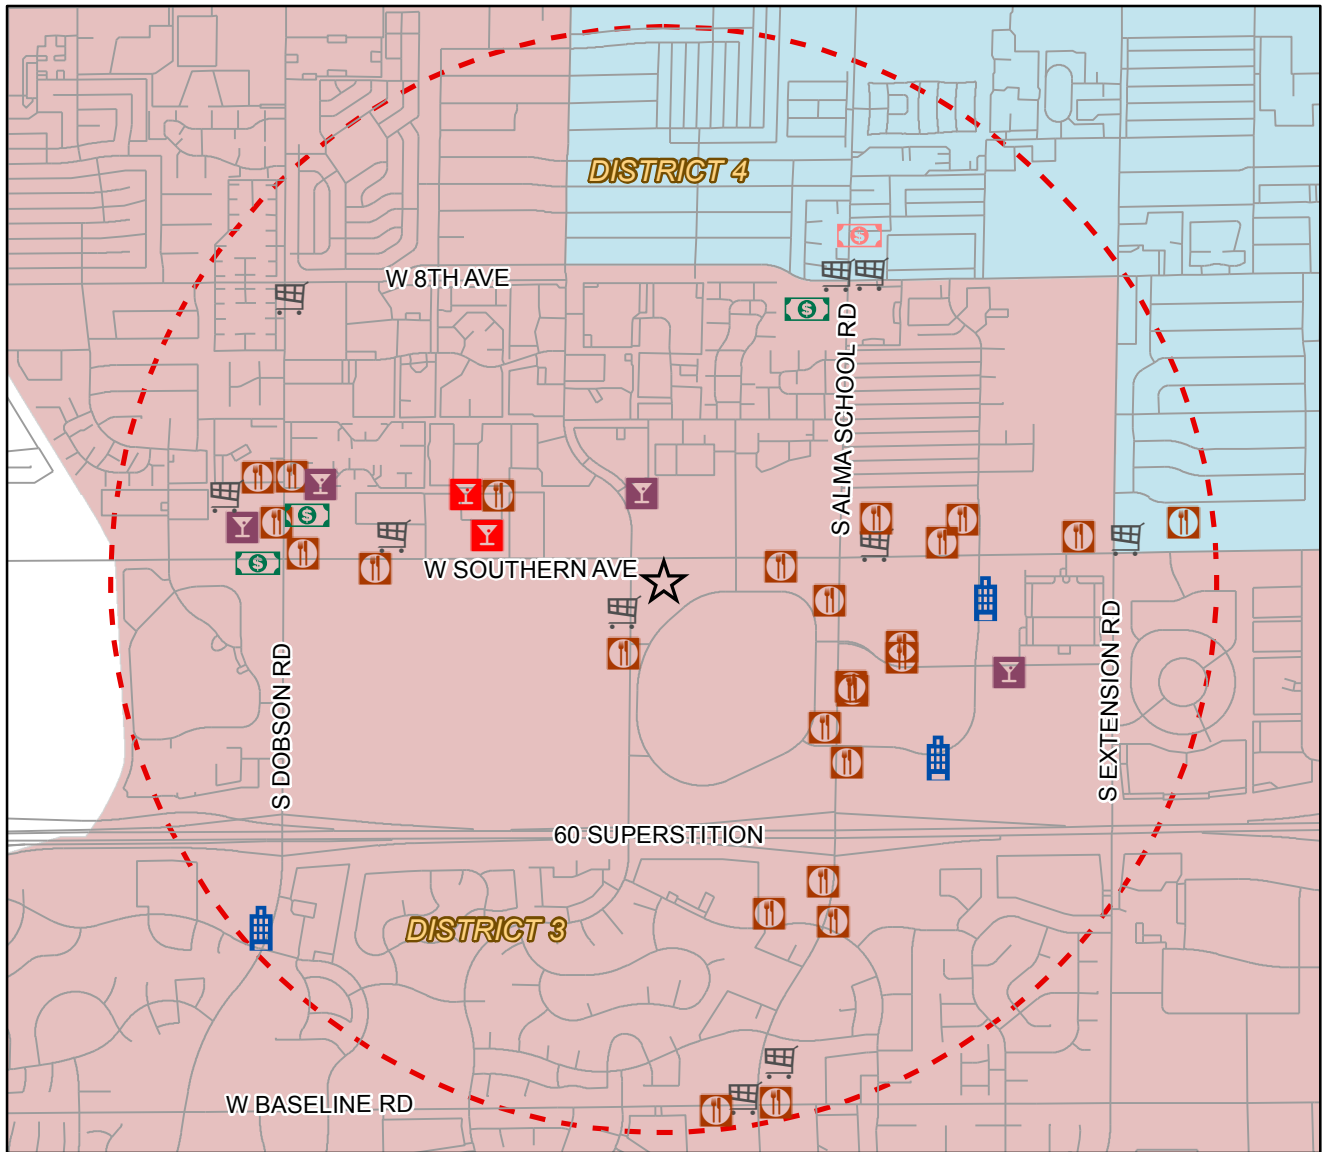 DISTRICT 4
W 8TH AVE
S ALMA SCHOOL RD
W SOUTHERN AVE
S DOBSON RD
S EXTENSION RD
60 SUPERSTITION
DISTRICT 3
W BASELINE RD